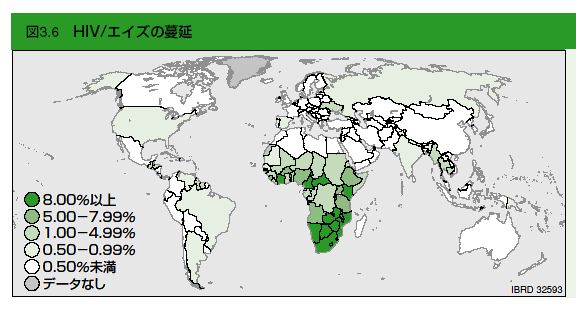 図3.6 HIV/エイズの蔓延
8.00%以上
5.00－7.99%
1.00－4.99%
0.50－0.99%
0.50%未満
データなし
IBRD 32593